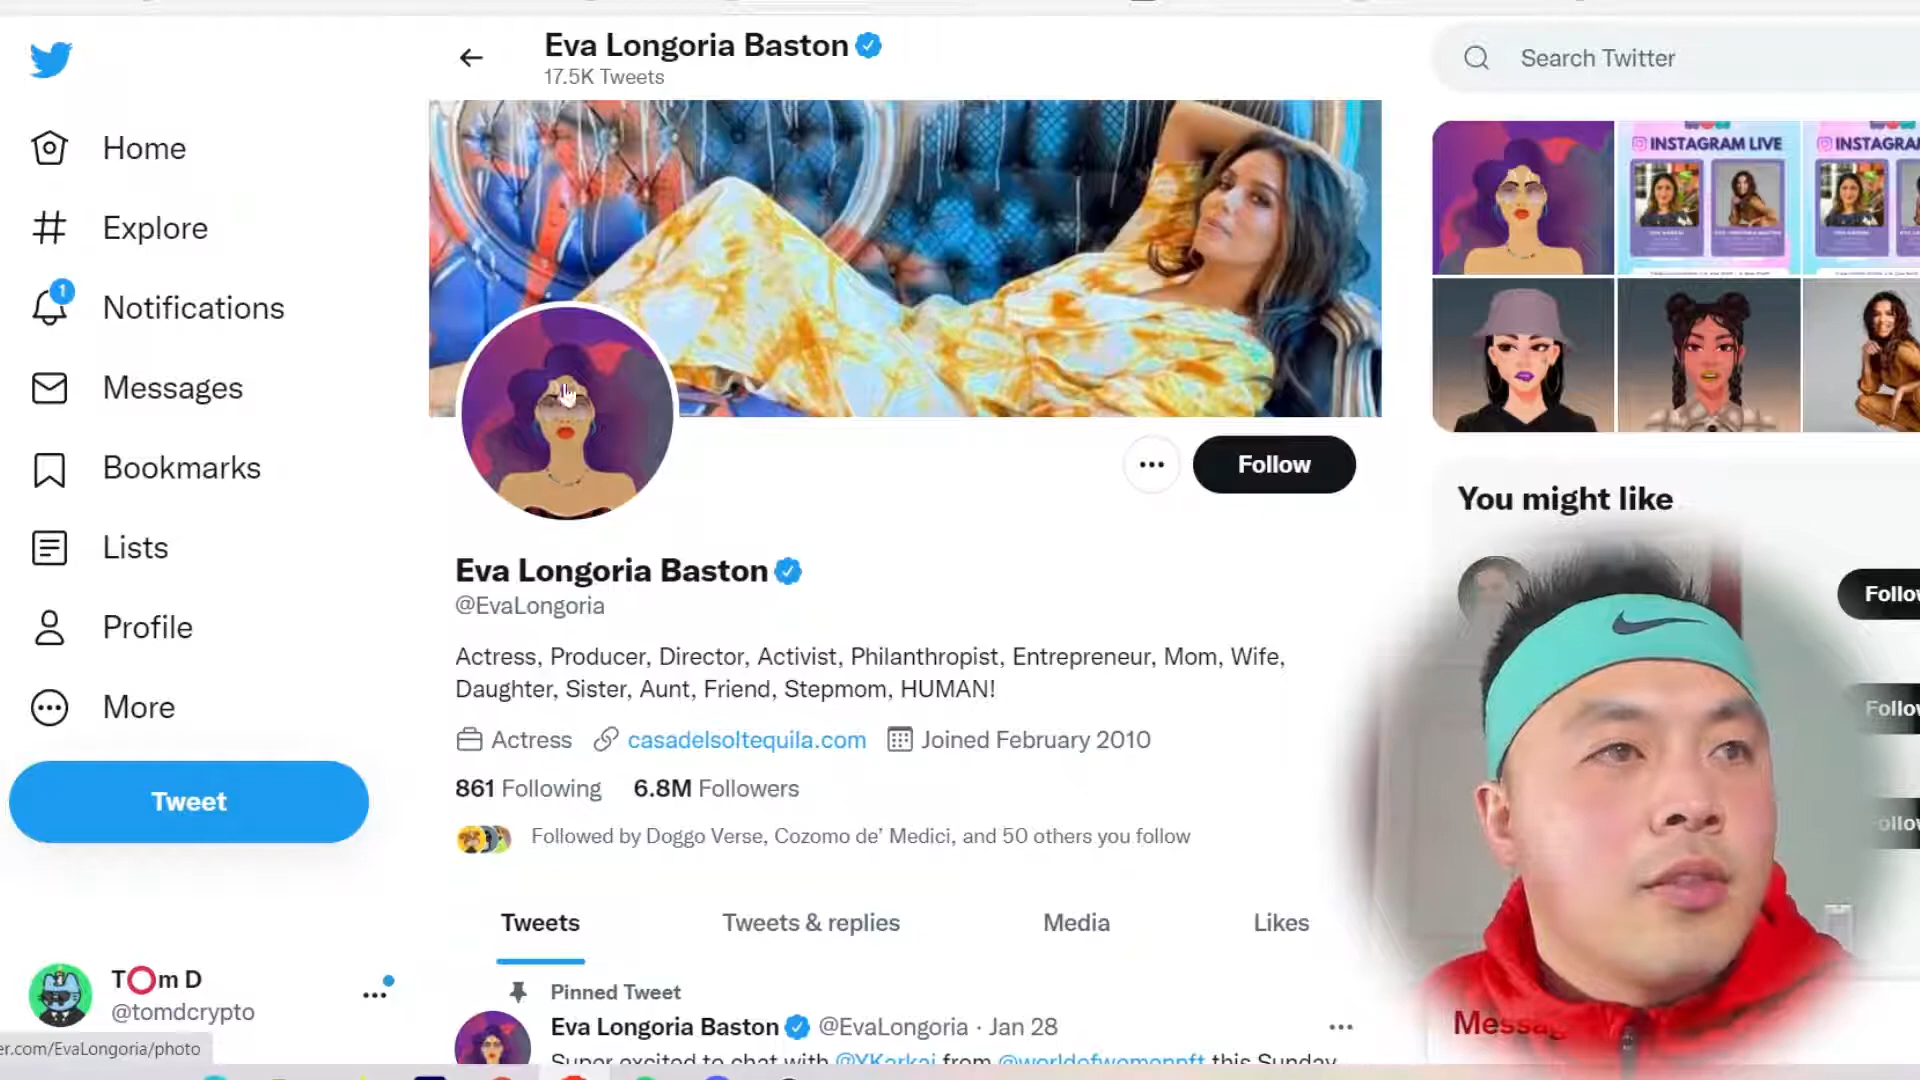 Eva Longoria Baston
17.5K Tweets
Search Twitter
Home
Explore
Notifications
1
Messages
Bookmarks
Lists
Profile
More
Tweet
T⭕m D
@tomdcrypto
er.com/EvaLongoria/photo
Follow
Eva Longoria Baston
@EvaLongoria
Actress, Producer, Director, Activist, Philanthropist, Entrepreneur, Mom, Wife,
Daughter, Sister, Aunt, Friend, Stepmom, HUMAN!
Actress casadelsoltequila.com Joined February 2010
861 Following 6.8M Followers
Followed by Doggo Verse, Cozomo de' Medici, and 50 others you follow
Tweets Tweets & replies Media Likes
Pinned Tweet
Eva Longoria Baston @EvaLongoria · Jan 28
Super excited to chat with @YKarkai from @worldofwomennft this Sunday
INSTAGRAM LIVE
INSTAGRA
You might like
Follow
Follow
ollow
Messag